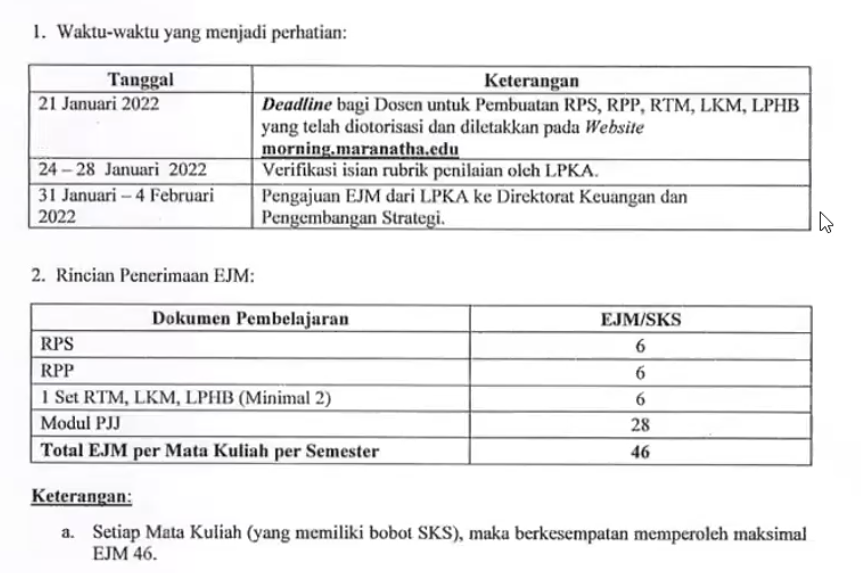 1. Waktu-waktu yang menjadi perhatian:
Tanggal Keterangan
21 Januari 2022 Deadline bagi Dosen untuk Pembuatan RPS, RPP, RTM, LKM, LPHB
yang telah diotorisasi dan diletakkan pada Website
morning.maranatha.edu
24 – 28 Januari 2022 Verifikasi isian rubrik penilaian oleh LPKA.
31 Januari – 4 Februari Pengajuan EJM dari LPKA ke Direktorat Keuangan dan
2022 Pengembangan Strategi.
2. Rincian Penerimaan EJM:
Dokumen Pembelajaran EJM/SKS
RPS 6
RPP 6
1 Set RTM, LKM, LPHB (Minimal 2) 6
Modul PJJ 28
Total EJM per Mata Kuliah per Semester 46
Keterangan:
a. Setiap Mata Kuliah (yang memiliki bobot SKS), maka berkesempatan memperoleh maksimal
EJM 46.